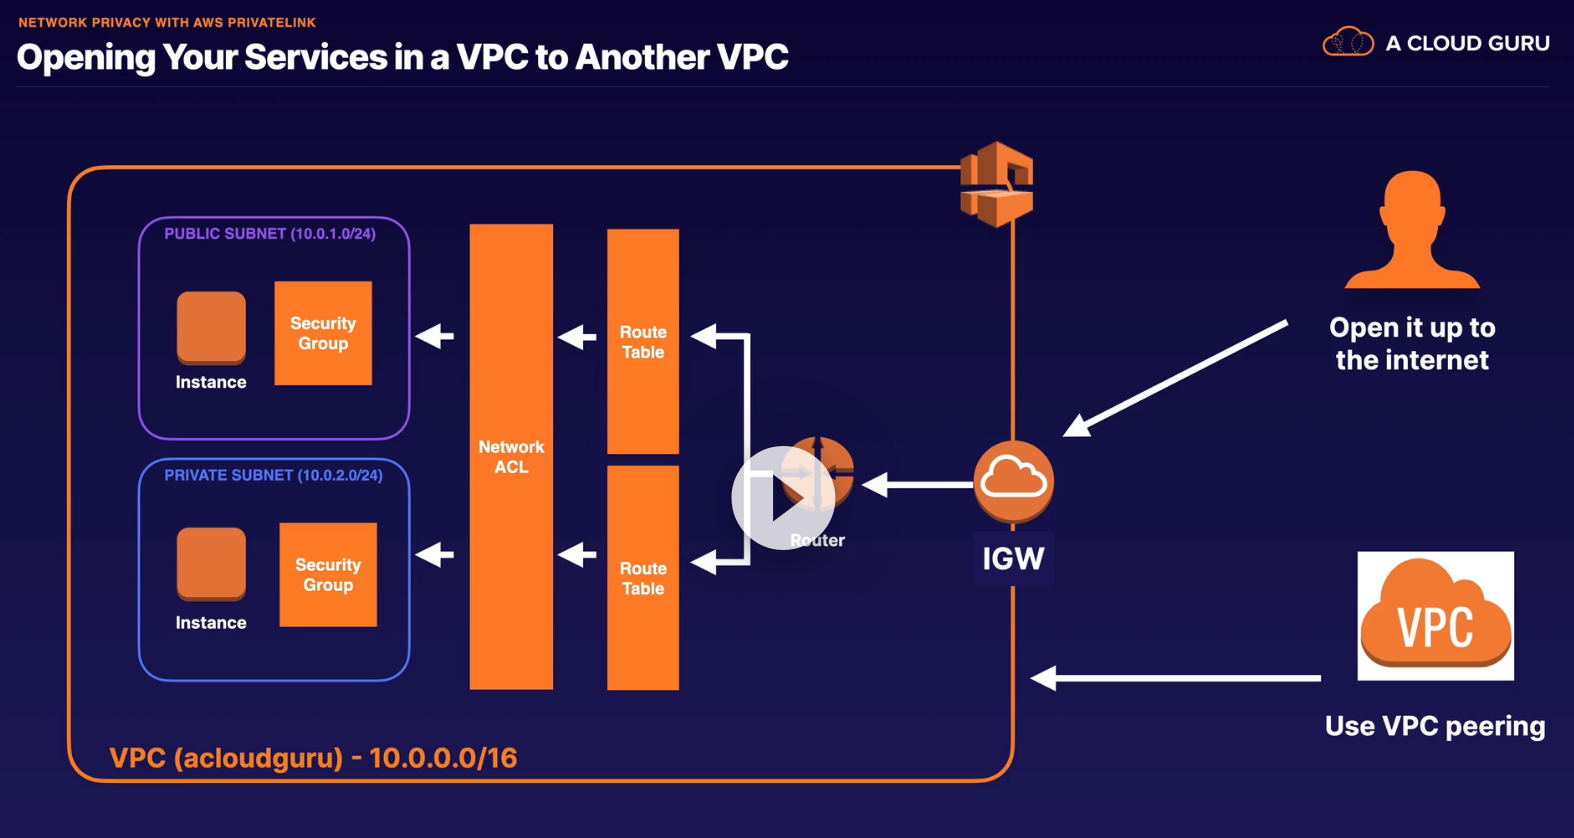 NETWORK PRIVACY WITH AWS PRIVATELINK
Opening Your Services in a VPC to Another VPC
A CLOUD GURU
PUBLIC SUBNET (10.0.1.0/24)
Instance
Security
Group
PRIVATE SUBNET (10.0.2.0/24)
Instance
Security
Group
Network
ACL
Route
Table
Route
Table
Router
IGW
Open it up to
the internet
VPC
Use VPC peering
VPC (acloudguru) - 10.0.0.0/16